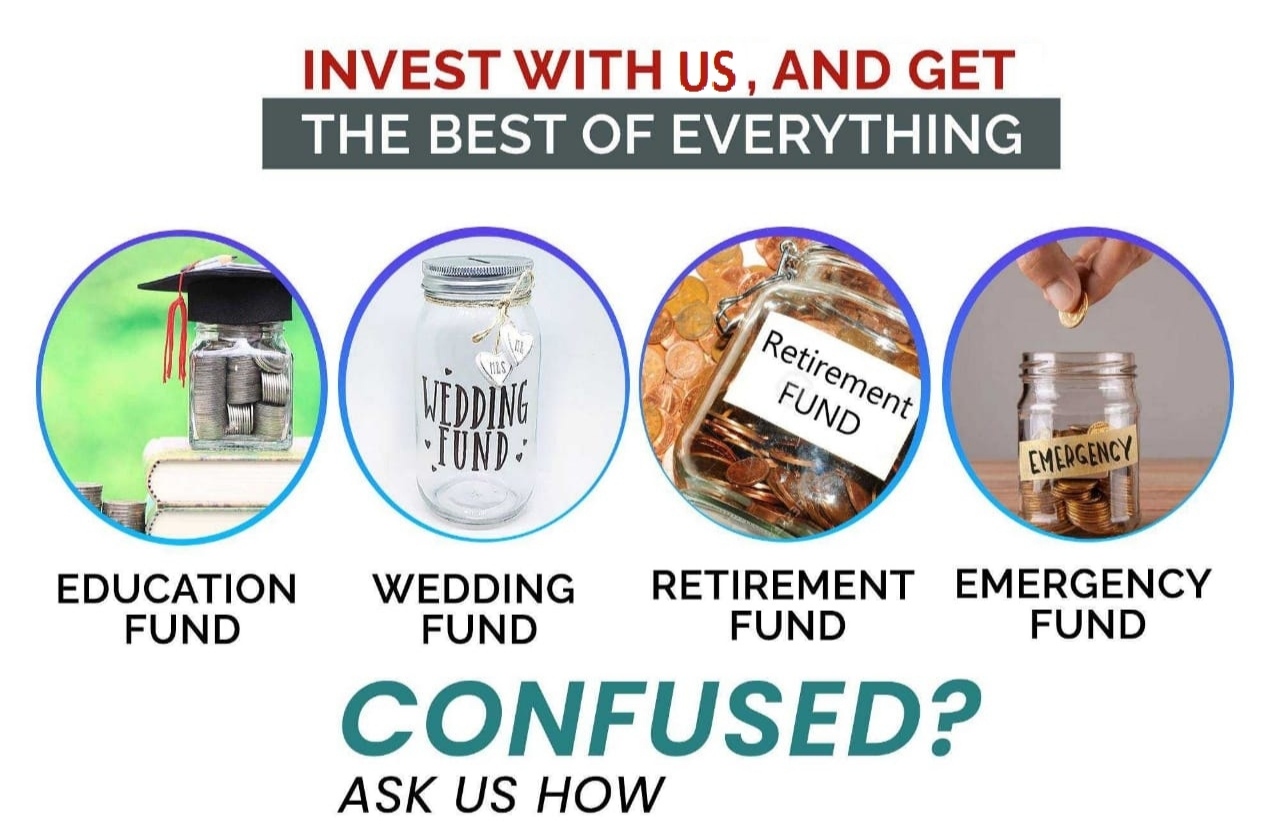 INVEST WITH US, AND GET
THE BEST OF EVERYTHING
MR
MRS
WEDDING
FUND
Retirement
FUND
EMERGENCY
EDUCATION
FUND
WEDDING
FUND
RETIREMENT
FUND
EMERGENCY
FUND
CONFUSED?
ASK US HOW